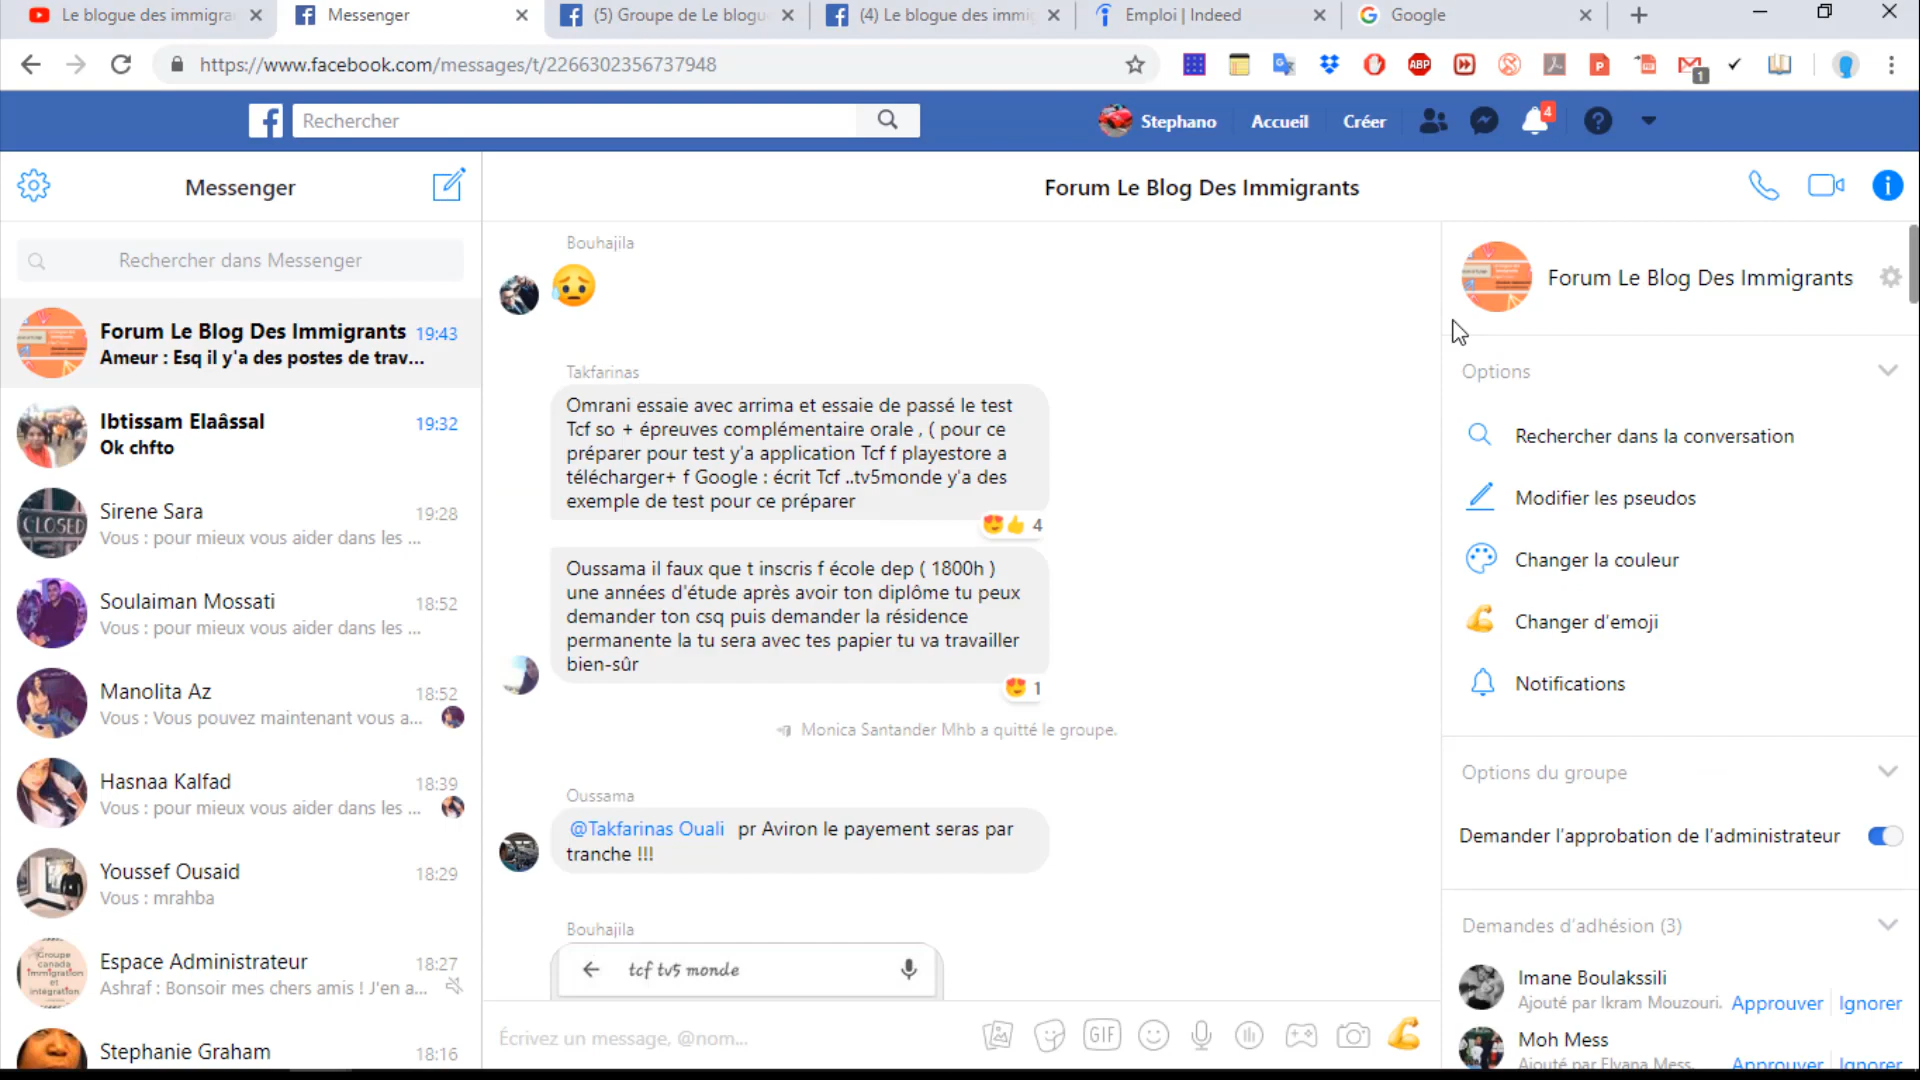 Le blogue des immigra
Messenger
(5) Groupe de Le blogu
(4) Le blogue des immi
Emploi | Indeed
Google
https://www.facebook.com/messages/t/2266302356737948
ABP
1
Rechercher
Stephano
Accueil
Créer
4
Messenger
Forum Le Blog Des Immigrants
Rechercher dans Messenger
Forum Le Blog Des Immigrants 19:43
Ameur : Esq il y'a des postes de trav...
Ibtissam Elaâssal 19:32
Ok chfto
CLOSED
Sirene Sara 19:28
Vous : pour mieux vous aider dans les ...
Soulaiman Mossati 18:52
Vous : pour mieux vous aider dans les ...
Manolita Az 18:52
Vous : Vous pouvez maintenant vous a...
Hasnaa Kalfad 18:39
Vous : pour mieux vous aider dans les ...
Youssef Ousaid 18:29
Vous : mrahba
Groupe
canada
immigration
et
intégration
Espace Administrateur 18:27
Ashraf : Bonsoir mes chers amis ! J'en a...
Stephanie Graham 18:16
Bouhajila
Takfarinas
Omrani essaie avec arrima et essaie de passé le test
Tcf so + épreuves complémentaire orale , ( pour ce
préparer pour test y'a application Tcf f playestore a
télécharger+ f Google : écrit Tcf ..tv5monde y'a des
exemple de test pour ce préparer
4
Oussama il faux que t inscris f école dep ( 1800h )
une années d'étude après avoir ton diplôme tu peux
demander ton csq puis demander la résidence
permanente la tu sera avec tes papier tu va travailler
bien-sûr
1
Monica Santander Mhb a quitté le groupe.
Oussama
@Takfarinas Ouali pr Aviron le payement seras par
tranche !!!
Bouhajila
tcf tv5 monde
Écrivez un message, @nom...
GIF
Forum Le Blog Des Immigrants
Options
Rechercher dans la conversation
Modifier les pseudos
Changer la couleur
Changer d'emoji
Notifications
Options du groupe
Demander l'approbation de l'administrateur
Demandes d'adhésion (3)
Imane Boulakssili
Ajouté par Ikram Mouzouri. Approuver Ignorer
Moh Mess
Ajouté par Elyana Mess. Approuver Ignorer